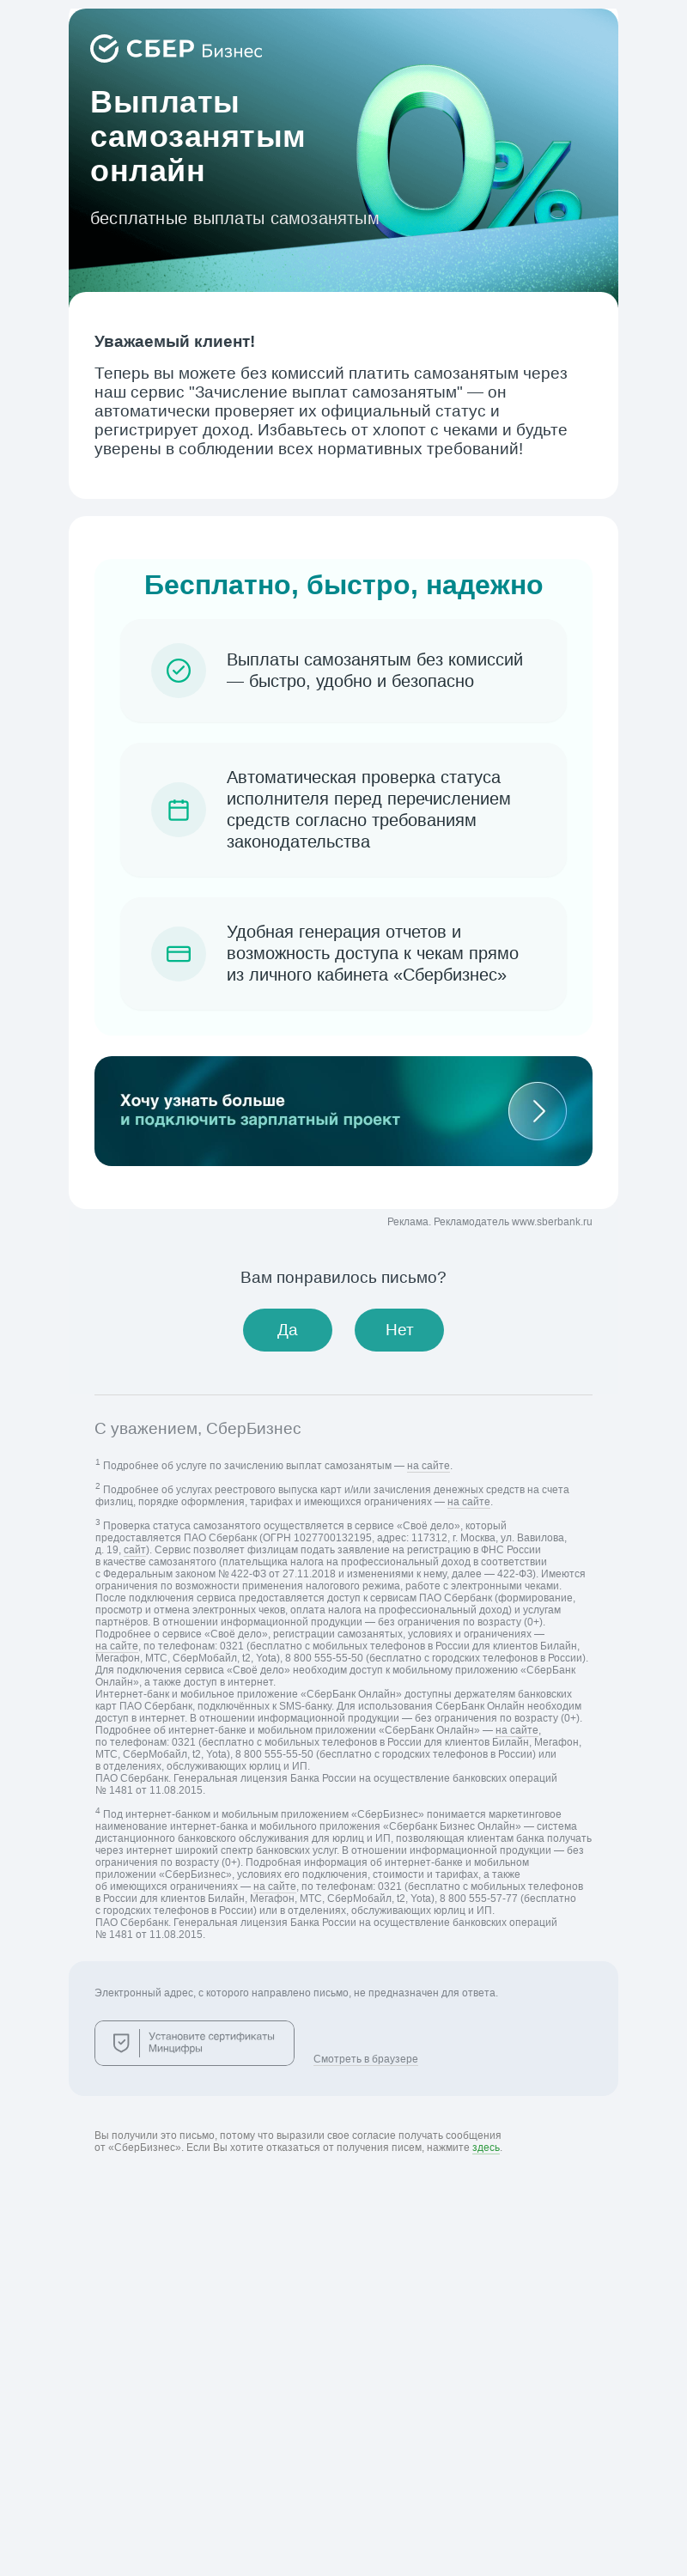 СБЕР Бизнес
Выплаты
самозанятым
онлайн
0%
бесплатные выплаты самозанятым
Уважаемый клиент!
Теперь вы можете без комиссий платить самозанятым через
наш сервис "Зачисление выплат самозанятым" — он
автоматически проверяет их официальный статус и
регистрирует доход. Избавьтесь от хлопот с чеками и будьте
уверены в соблюдении всех нормативных требований!
Бесплатно, быстро, надежно
Выплаты самозанятым без комиссий
— быстро, удобно и безопасно
Автоматическая проверка статуса
исполнителя перед перечислением
средств согласно требованиям
законодательства
Удобная генерация отчетов и
возможность доступа к чекам прямо
из личного кабинета «Сбербизнес»
Хочу узнать больше
и подключить зарплатный проект
Реклама. Рекламодатель www.sberbank.ru
Вам понравилось письмо?
Да Нет
С уважением, СберБизнес
1 Подробнее об услуге по зачислению выплат самозанятым — на сайте.
2 Подробнее об услугах реестрового выпуска карт и/или зачисления денежных средств на счета
физлиц, порядке оформления, тарифах и имеющихся ограничениях — на сайте.
3 Проверка статуса самозанятого осуществляется в сервисе «Своё дело», который
предоставляется ПАО Сбербанк (ОГРН 1027700132195, адрес: 117312, г. Москва, ул. Вавилова,
д. 19, сайт). Сервис позволяет физлицам подать заявление на регистрацию в ФНС России
в качестве самозанятого (плательщика налога на профессиональный доход в соответствии
с Федеральным законом № 422-ФЗ от 27.11.2018 и изменениями к нему, далее — 422-ФЗ). Имеются
ограничения по возможности применения налогового режима, работе с электронными чеками.
После подключения сервиса предоставляется доступ к сервисам ПАО Сбербанк (формирование,
просмотр и отмена электронных чеков, оплата налога на профессиональный доход) и услугам
партнёров. В отношении информационной продукции — без ограничения по возрасту (0+).
Подробнее о сервисе «Своё дело», регистрации самозанятых, условиях и ограничениях —
на сайте, по телефонам: 0321 (бесплатно с мобильных телефонов в России для клиентов Билайн,
Мегафон, МТС, СберМобайл, t2, Yota), 8 800 555-55-50 (бесплатно с городских телефонов в России).
Для подключения сервиса «Своё дело» необходим доступ к мобильному приложению «СберБанк
Онлайн», а также доступ в интернет.
Интернет-банк и мобильное приложение «СберБанк Онлайн» доступны держателям банковских
карт ПАО Сбербанк, подключённых к SMS-банку. Для использования СберБанк Онлайн необходим
доступ в интернет. В отношении информационной продукции — без ограничения по возрасту (0+).
Подробнее об интернет-банке и мобильном приложении «СберБанк Онлайн» — на сайте,
по телефонам: 0321 (бесплатно с мобильных телефонов в России для клиентов Билайн, Мегафон,
МТС, СберМобайл, t2, Yota), 8 800 555-55-50 (бесплатно с городских телефонов в России) или
в отделениях, обслуживающих юрлиц и ИП.
ПАО Сбербанк. Генеральная лицензия Банка России на осуществление банковских операций
№ 1481 от 11.08.2015.
4 Под интернет-банком и мобильным приложением «СберБизнес» понимается маркетинговое
наименование интернет-банка и мобильного приложения «Сбербанк Бизнес Онлайн» — система
дистанционного банковского обслуживания для юрлиц и ИП, позволяющая клиентам банка получать
через интернет широкий спектр банковских услуг. В отношении информационной продукции — без
ограничения по возрасту (0+). Подробная информация об интернет-банке и мобильном
приложении «СберБизнес», условиях его подключения, стоимости и тарифах, а также
об имеющихся ограничениях — на сайте, по телефонам: 0321 (бесплатно с мобильных телефонов
в России для клиентов Билайн, Мегафон, МТС, СберМобайл, t2, Yota), 8 800 555-57-77 (бесплатно
с городских телефонов в России) или в отделениях, обслуживающих юрлиц и ИП.
ПАО Сбербанк. Генеральная лицензия Банка России на осуществление банковских операций
№ 1481 от 11.08.2015.
Электронный адрес, с которого направлено письмо, не предназначен для ответа.
Установите сертификаты
Минцифры
Смотреть в браузере
Вы получили это письмо, потому что выразили свое согласие получать сообщения
от «СберБизнес». Если Вы хотите отказаться от получения писем, нажмите здесь.